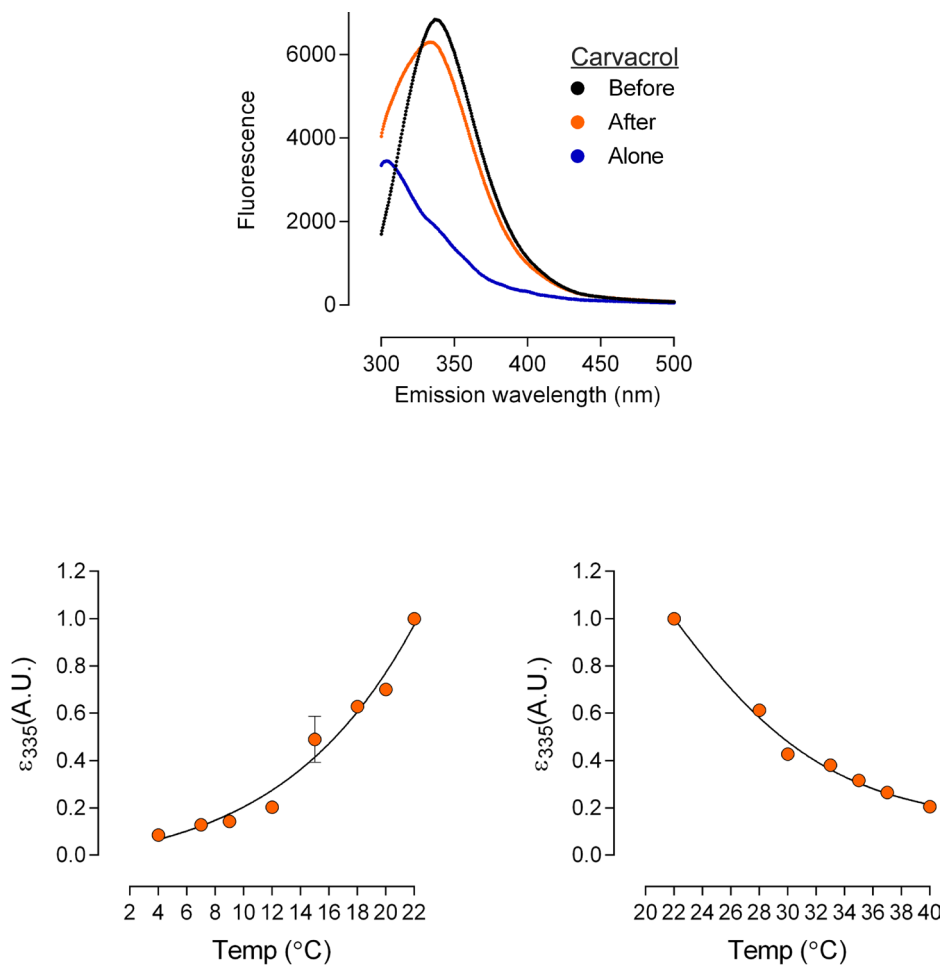 Carvacrol
Before
After
Alone
Fluorescence
6000
4000
2000
0
300 350 400 450 500
Emission wavelength (nm)
ε335(A.U.)
1.2
1.0
0.8
0.6
0.4
0.2
0.0
2 4 6 8 10 12 14 16 18 20 22
Temp (°C)
ε335(A.U.)
1.2
1.0
0.8
0.6
0.4
0.2
0.0
20 22 24 26 28 30 32 34 36 38 40
Temp (°C)